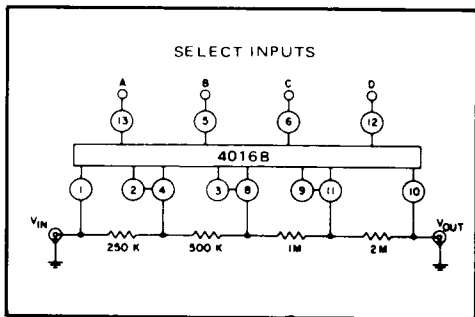 SELECT INPUTS
A B C D
13 5 6 12
4016B
1 2 4 3 8 9 11 10
VIN VOUT
250 K 500 K 1M 2M